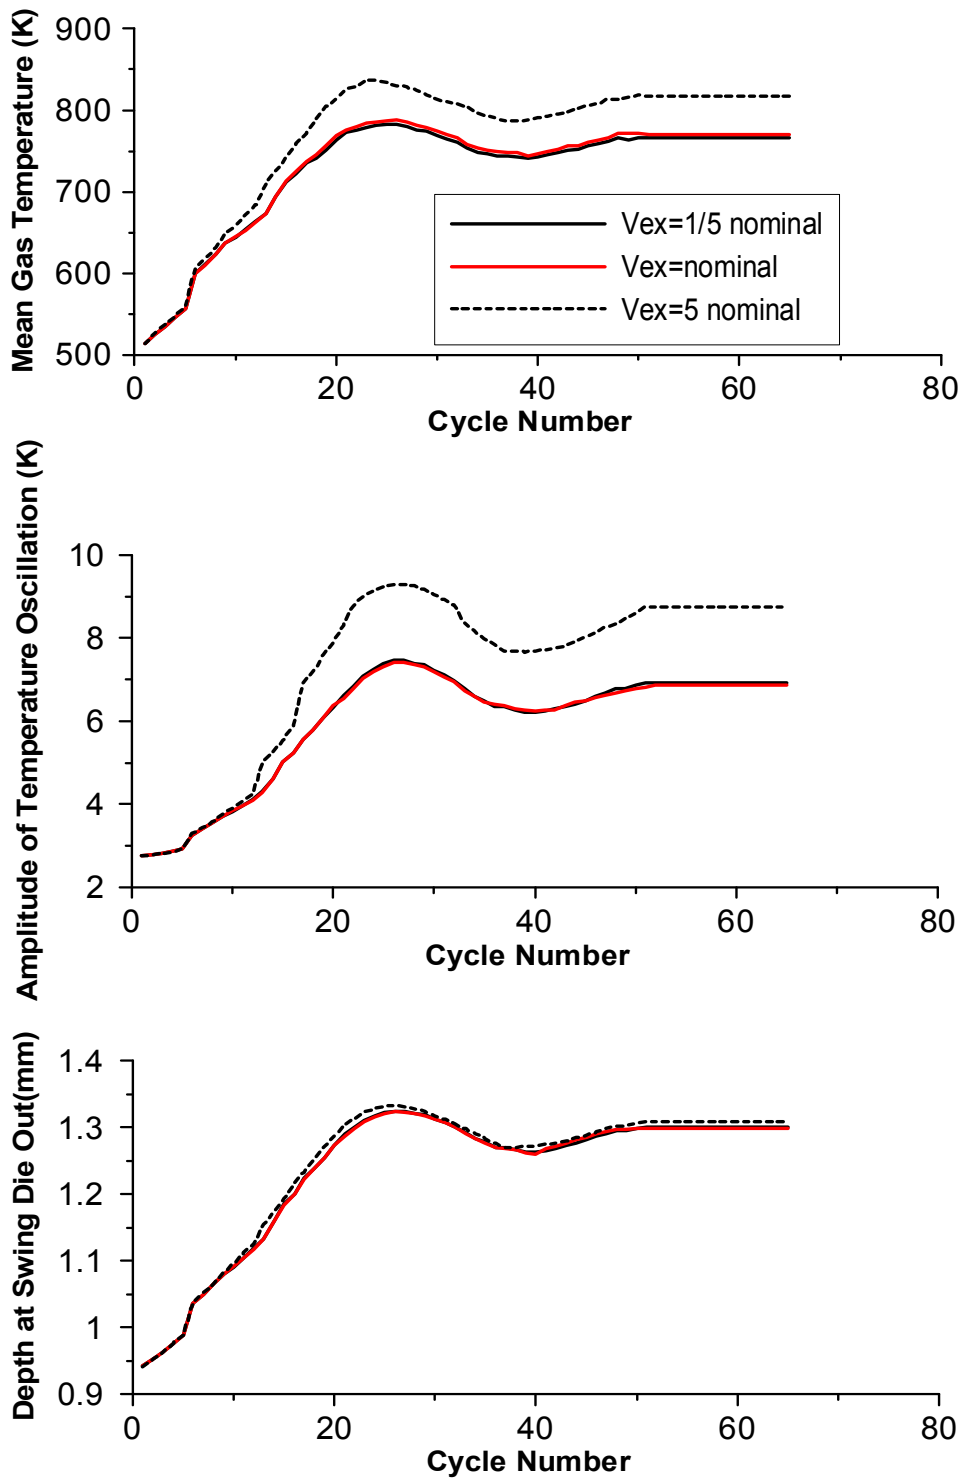 Mean Gas Temperature (K)
900
800
700
600
500
Vex=1/5 nominal
Vex=nominal
Vex=5 nominal
0 20 40 60 80
Cycle Number
Amplitude of Temperature Oscillation (K)
10
8
6
4
2
0 20 40 60 80
Cycle Number
Depth at Swing Die Out(mm)
1.4
1.3
1.2
1.1
1
0.9
0 20 40 60 80
Cycle Number